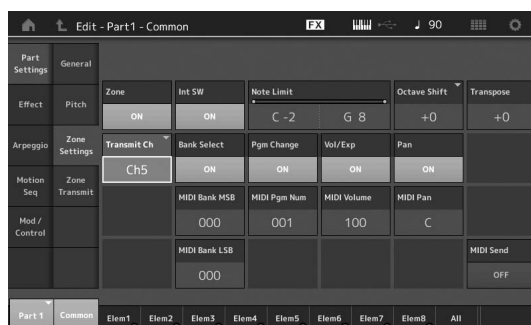 Edit - Part1 - Common FX 90
Part Settings General
Zone Int SW Note Limit Octave Shift Transpose
Effect Pitch ON ON C -2 G 8 +0 +0
Arpeggio Zone Settings Transmit Ch Bank Select Pgm Change Vol/Exp Pan
Ch5 ON ON ON ON
Motion Seq Zone Transmit MIDI Bank MSB MIDI Pgm Num MIDI Volume MIDI Pan
000 001 100 C
Mod / Control MIDI Bank LSB MIDI Send
000 OFF
Part 1 Common Elem1 Elem2 Elem3 Elem4 Elem5 Elem6 Elem7 Elem8 All